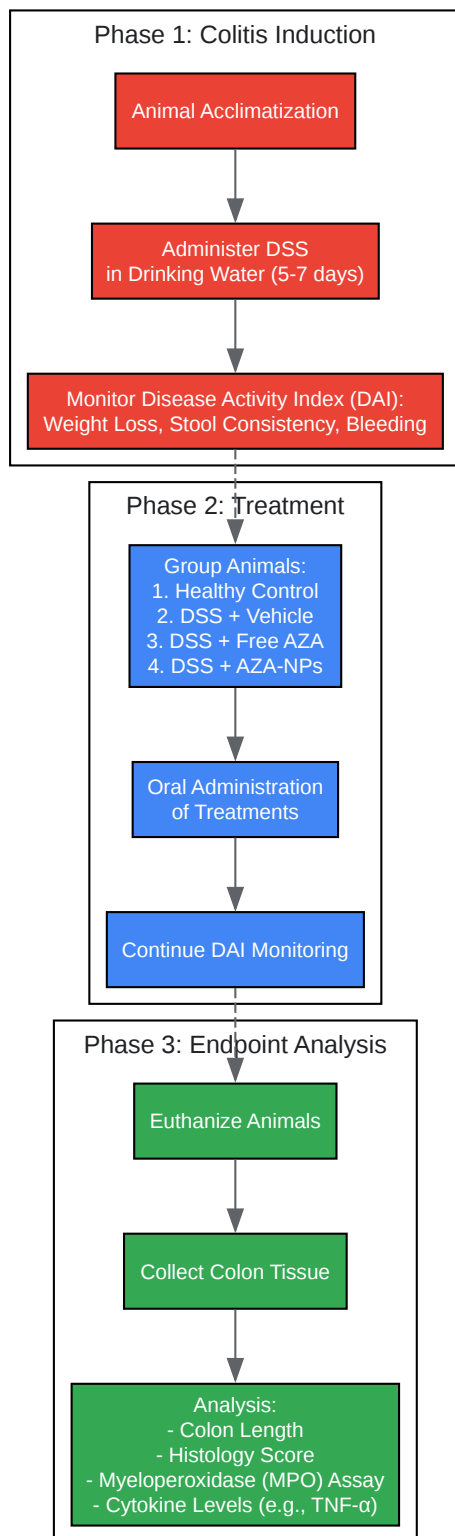 Phase 1: Colitis Induction
Animal Acclimatization
Administer DSS
in Drinking Water (5-7 days)
Monitor Disease Activity Index (DAI):
Weight Loss, Stool Consistency, Bleeding
Phase 2: Treatment
Group Animals:
1. Healthy Control
2. DSS + Vehicle
3. DSS + Free AZA
4. DSS + AZA-NPs
Oral Administration
of Treatments
Continue DAI Monitoring
Phase 3: Endpoint Analysis
Euthanize Animals
Collect Colon Tissue
Analysis:
- Colon Length
- Histology Score
- Myeloperoxidase (MPO) Assay
- Cytokine Levels (e.g., TNF-α)